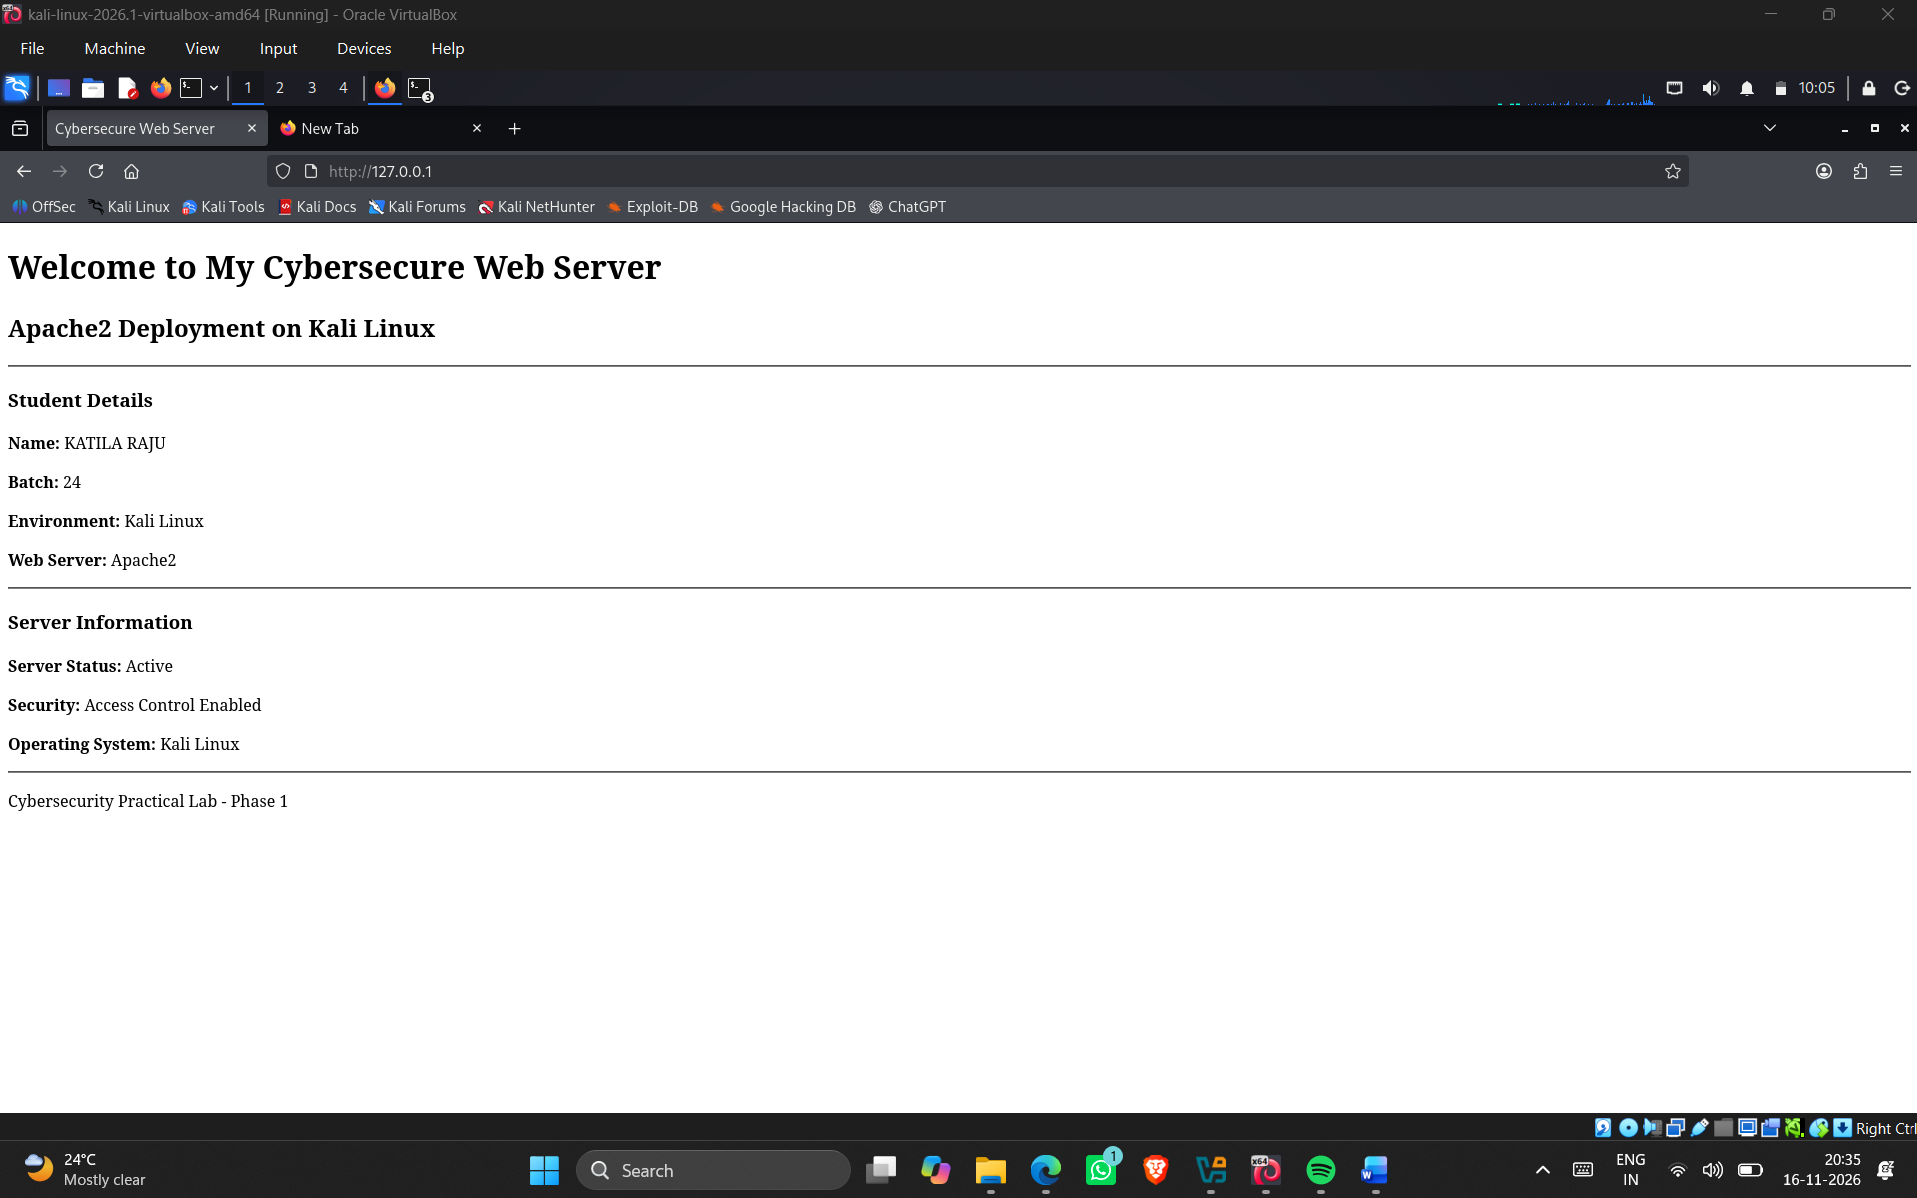 kali-linux-2026.1-virtualbox-amd64 [Running] - Oracle VirtualBox
File Machine View Input Devices Help
1 2 3 4 3 10:05
Cybersecure Web Server New Tab
http://127.0.0.1
OffSec Kali Linux Kali Tools Kali Docs Kali Forums Kali NetHunter Exploit-DB Google Hacking DB ChatGPT
Welcome to My Cybersecure Web Server
Apache2 Deployment on Kali Linux
Student Details
Name: KATILA RAJU
Batch: 24
Environment: Kali Linux
Web Server: Apache2
Server Information
Server Status: Active
Security: Access Control Enabled
Operating System: Kali Linux
Cybersecurity Practical Lab - Phase 1
Right Ctrl
24°C
Mostly clear
Search
1
X64
W
ENG
IN
20:35
16-11-2026